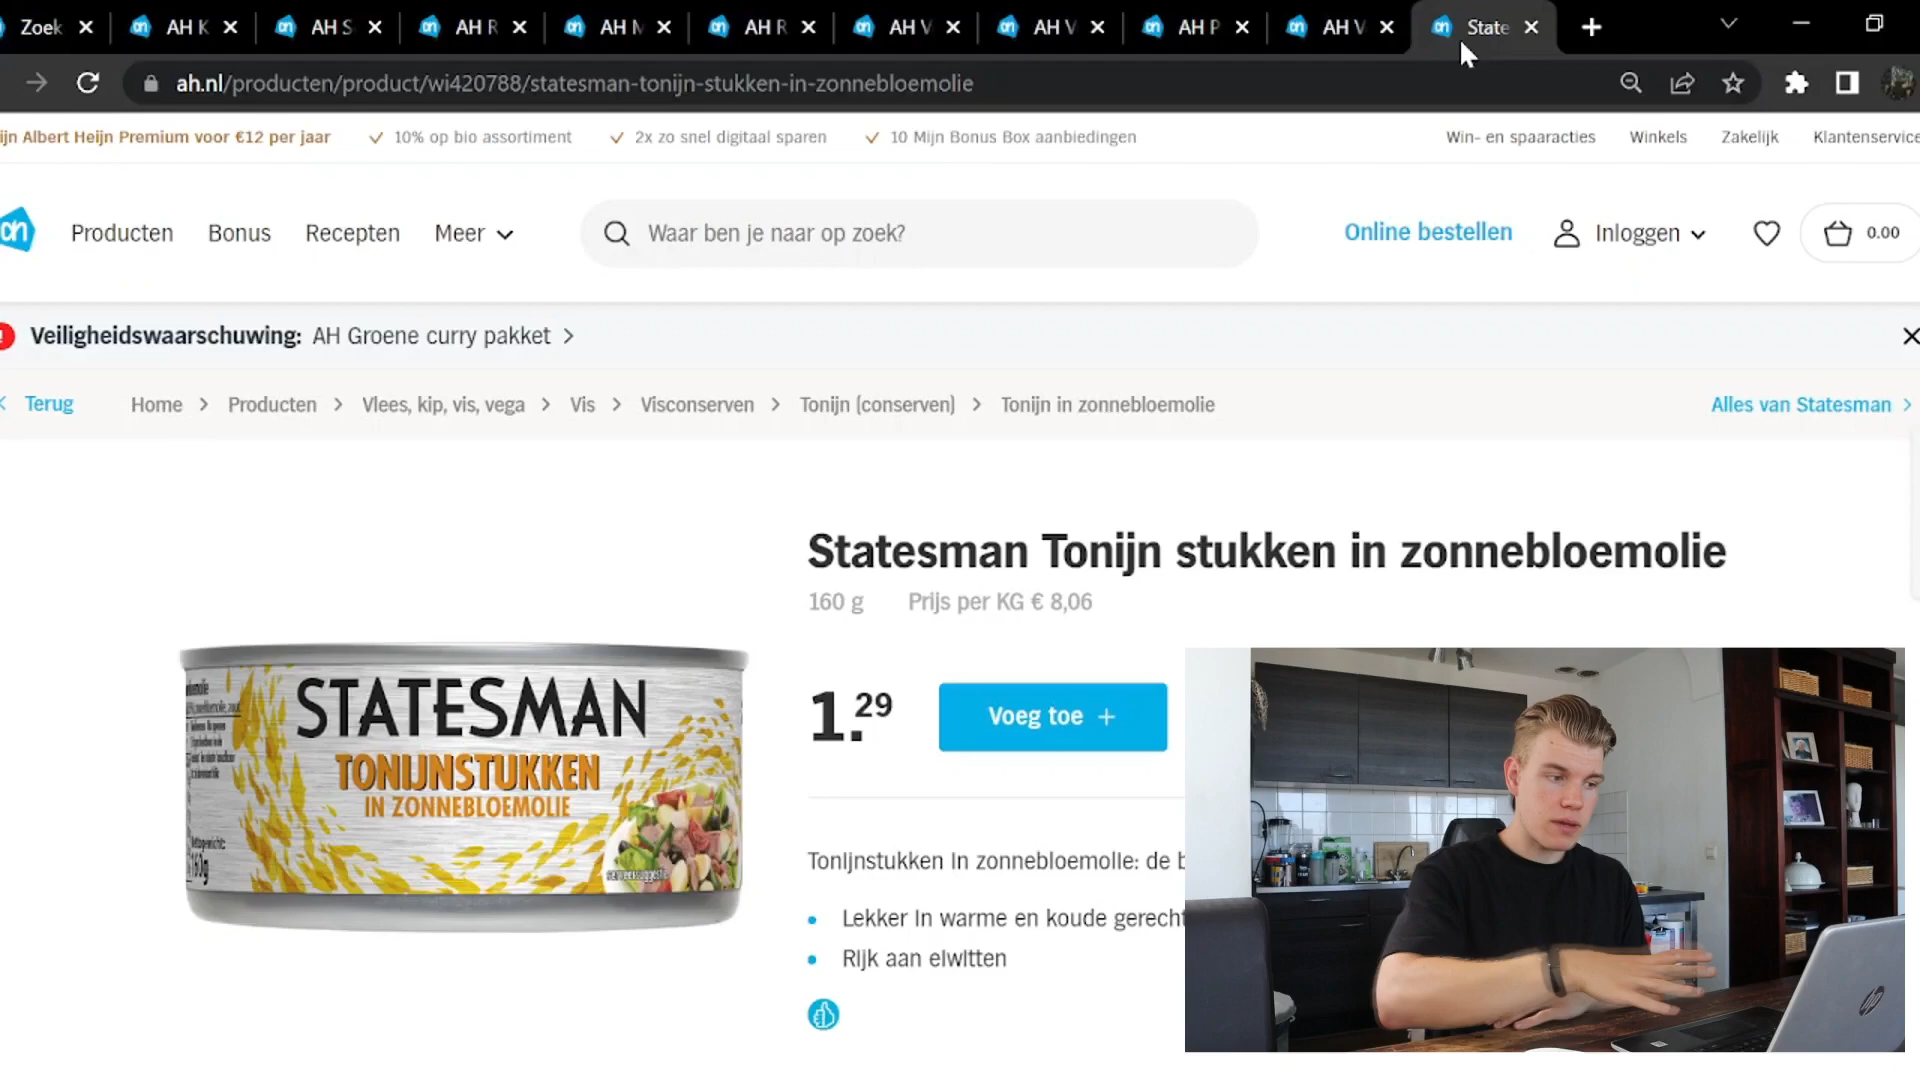 Zoek
AH K
AH S
AH R
AH M
AH R
AH V
AH V
AH P
AH V
State
ah.nl/producten/product/wi420788/statesman-tonijn-stukken-in-zonnebloemolie
ijn Albert Heijn Premium voor €12 per jaar
10% op bio assortiment
2x zo snel digitaal sparen
10 Mijn Bonus Box aanbiedingen
Win- en spaaracties
Winkels
Zakelijk
Klantenservice
Producten
Bonus
Recepten
Meer
Waar ben je naar op zoek?
Online bestellen
Inloggen
0.00
Veiligheidswaarschuwing: AH Groene curry pakket >
Terug
Home > Producten > Vlees, kip, vis, vega > Vis > Visconserven > Tonijn (conserven) > Tonijn in zonnebloemolie
Alles van Statesman >
Statesman Tonijn stukken in zonnebloemolie
160 g Prijs per KG € 8,06
1.29
Voeg toe +
STATESMAN
TONIJNSTUKKEN
IN ZONNEBLOEMOLIE
160g
Tonijnstukken in zonnebloemolie: de b
Lekker in warme en koude gerecht
Rijk aan eiwitten
hp